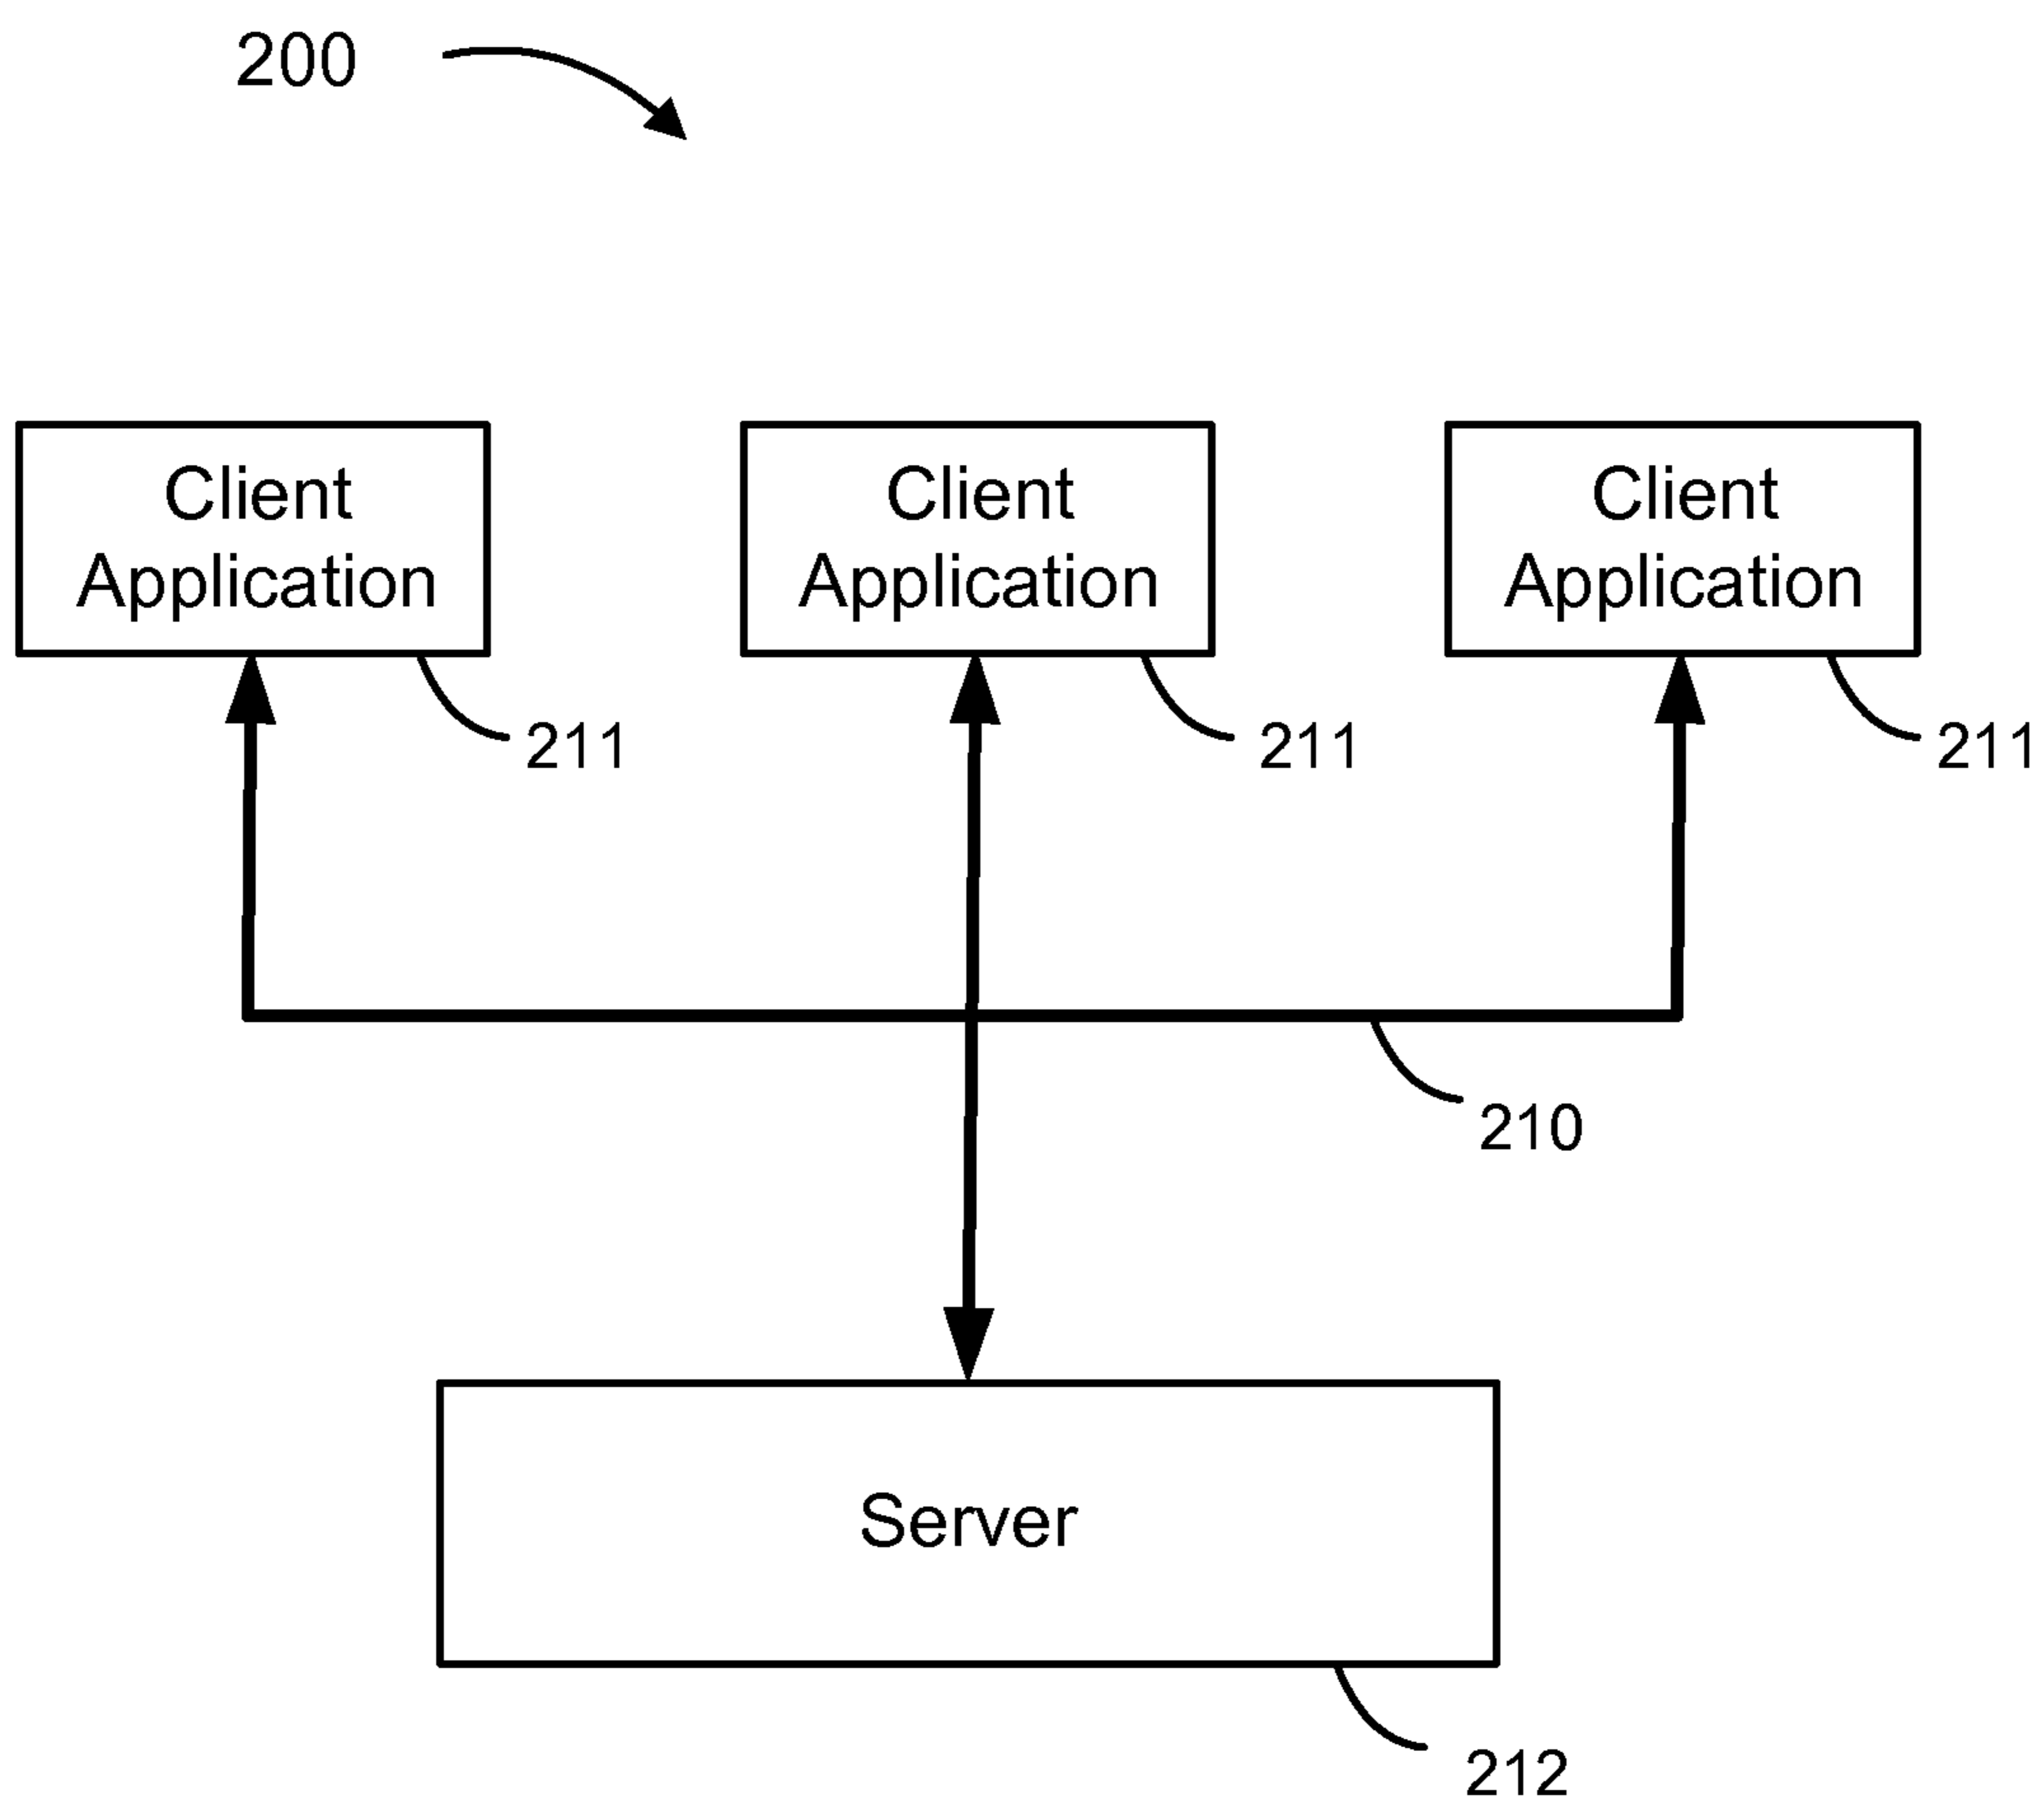 200
Client
Application
Client
Application
Client
Application
211
211
211
210
Server
212